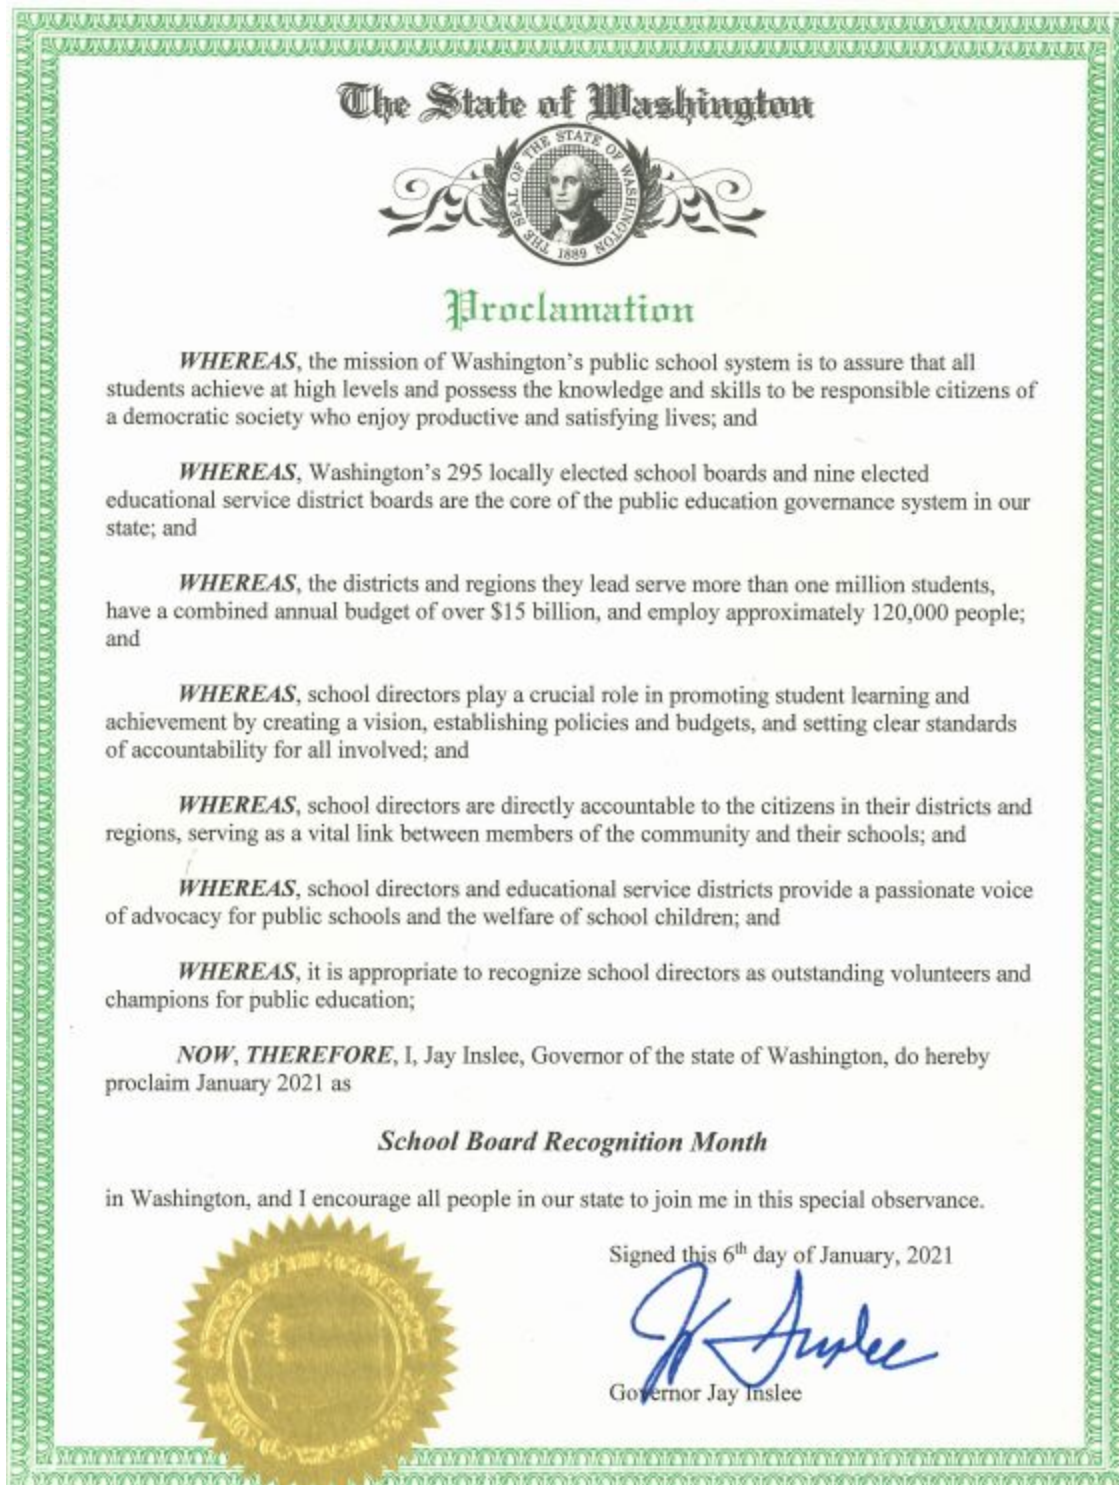 The State of Washington
THE SEAL OF THE STATE OF WASHINGTON
1889
Proclamation
WHEREAS, the mission of Washington's public school system is to assure that all
students achieve at high levels and possess the knowledge and skills to be responsible citizens of
a democratic society who enjoy productive and satisfying lives; and
WHEREAS, Washington's 295 locally elected school boards and nine elected
educational service district boards are the core of the public education governance system in our
state; and
WHEREAS, the districts and regions they lead serve more than one million students,
have a combined annual budget of over $15 billion, and employ approximately 120,000 people;
and
WHEREAS, school directors play a crucial role in promoting student learning and
achievement by creating a vision, establishing policies and budgets, and setting clear standards
of accountability for all involved; and
WHEREAS, school directors are directly accountable to the citizens in their districts and
regions, serving as a vital link between members of the community and their schools; and
WHEREAS, school directors and educational service districts provide a passionate voice
of advocacy for public schools and the welfare of school children; and
WHEREAS, it is appropriate to recognize school directors as outstanding volunteers and
champions for public education;
NOW, THEREFORE, I, Jay Inslee, Governor of the state of Washington, do hereby
proclaim January 2021 as
School Board Recognition Month
in Washington, and I encourage all people in our state to join me in this special observance.
Signed this 6th day of January, 2021
Jay Inslee
Governor Jay Inslee